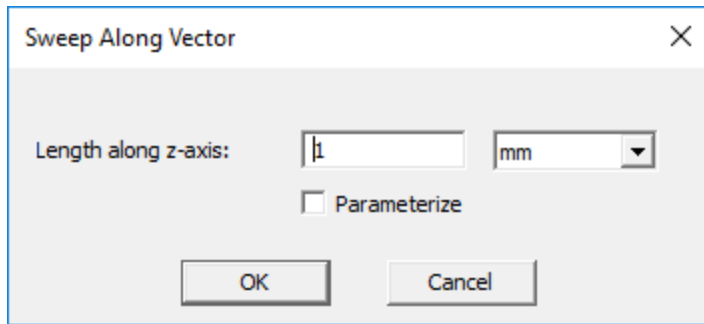 Sweep Along Vector
Length along z-axis: 1 mm
Parameterize
OK Cancel